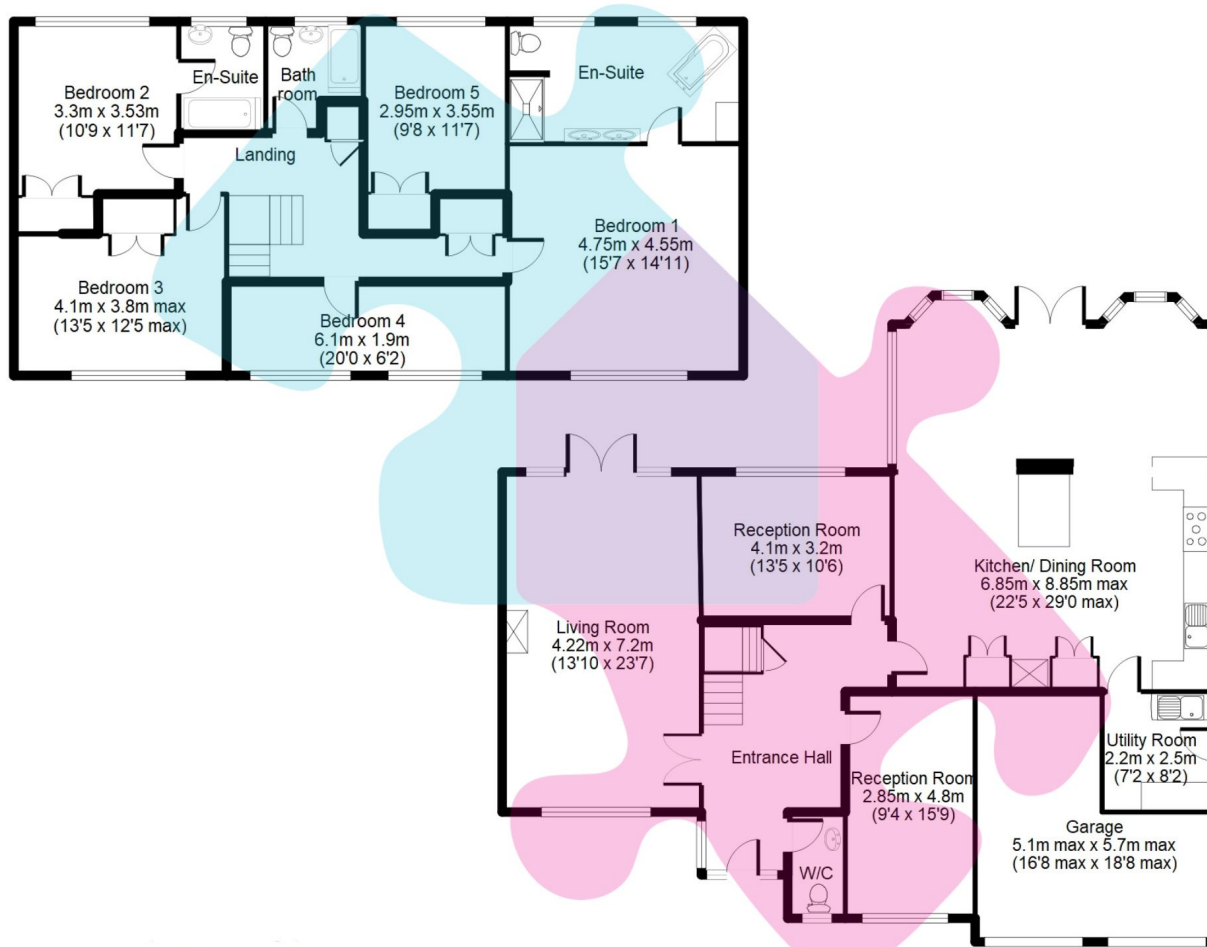 Bedroom 2
3.3m x 3.53m
(10'9 x 11'7)
En-Suite
Bath
room
Bedroom 5
2.95m x 3.55m
(9'8 x 11'7)
En-Suite
Landing
Bedroom 1
4.75m x 4.55m
(15'7 x 14'11)
Bedroom 3
4.1m x 3.8m max
(13'5 x 12'5 max)
Bedroom 4
6.1m x 1.9m
(20'0 x 6'2)
Reception Room
4.1m x 3.2m
(13'5 x 10'6)
Kitchen/ Dining Room
6.85m x 8.85m max
(22'5 x 29'0 max)
Living Room
4.22m x 7.2m
(13'10 x 23'7)
Entrance Hall
Reception Room
2.85m x 4.8m
(9'4 x 15'9)
Utility Room
2.2m x 2.5m
(7'2 x 8'2)
Garage
5.1m max x 5.7m max
(16'8 max x 18'8 max)
W/C